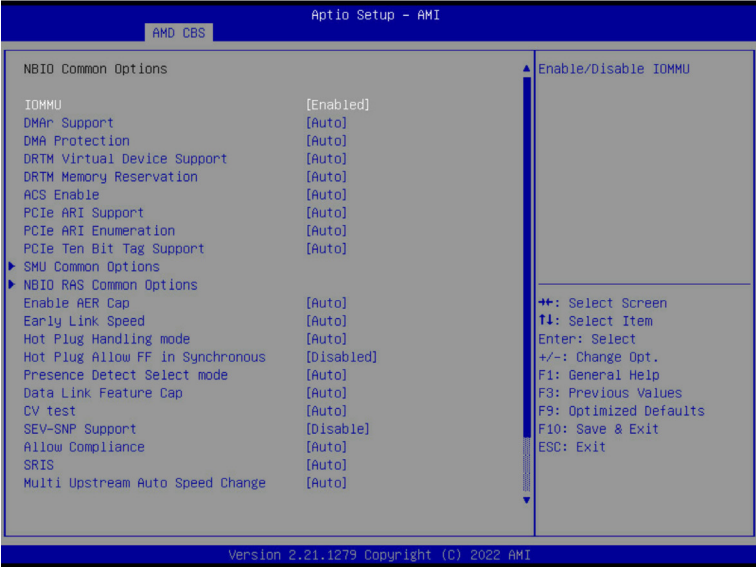 Aptio Setup - AMI
AMD CBS
NBIO Common Options
Enable/Disable IOMMU
IOMMU [Enabled]
DMAr Support [Auto]
DMA Protection [Auto]
DRTM Virtual Device Support [Auto]
DRTM Memory Reservation [Auto]
ACS Enable [Auto]
PCIe ARI Support [Auto]
PCIe ARI Enumeration [Auto]
PCIe Ten Bit Tag Support [Auto]
SMU Common Options
NBIO RAS Common Options
Enable AER Cap [Auto]
Early Link Speed [Auto]
Hot Plug Handling mode [Auto]
Hot Plug Allow FF in Synchronous [Disabled]
Presence Detect Select mode [Auto]
Data Link Feature Cap [Auto]
CV test [Auto]
SEV-SNP Support [Disable]
Allow Compliance [Auto]
SRIS [Auto]
Multi Upstream Auto Speed Change [Auto]
→←: Select Screen
↑↓: Select Item
Enter: Select
+/-: Change Opt.
F1: General Help
F3: Previous Values
F9: Optimized Defaults
F10: Save & Exit
ESC: Exit
Version 2.21.1279 Copyright (C) 2022 AMI